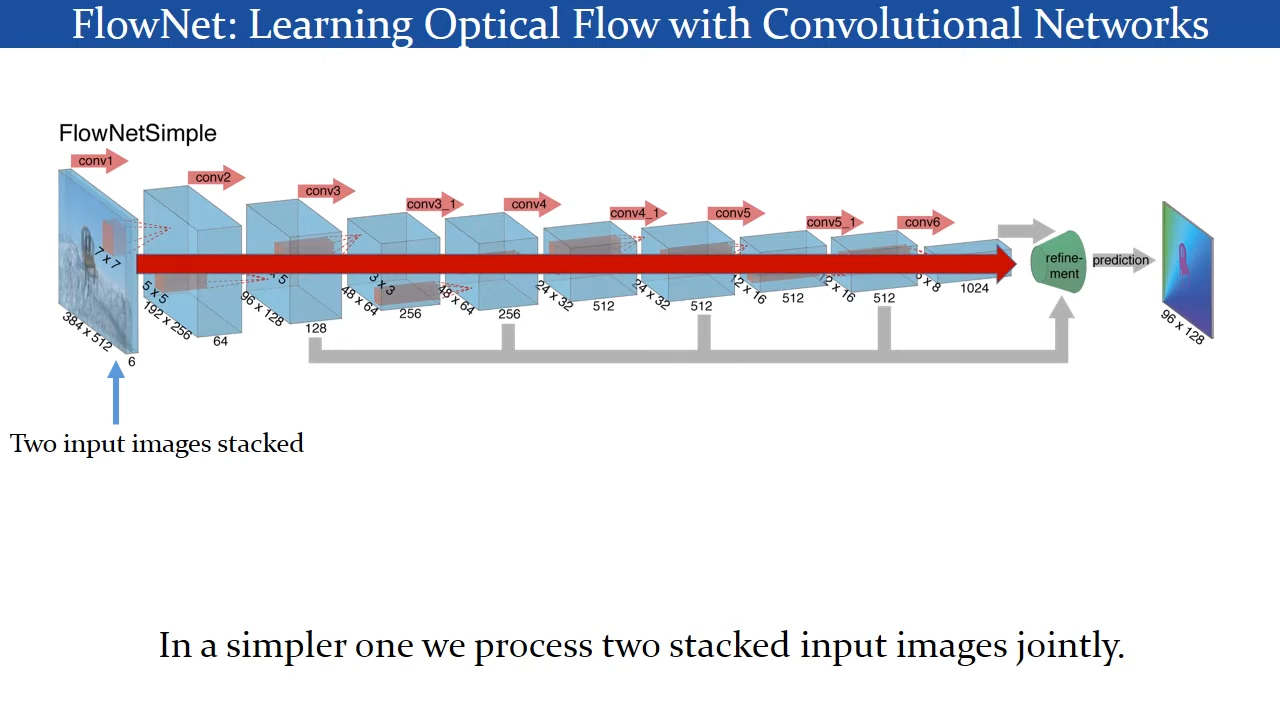 FlowNet: Learning Optical Flow with Convolutional Networks
FlowNetSimple
conv1
conv2
conv3
conv3_1
conv4
conv4_1
conv5
conv5_1
conv6
7 x 7
5 x 5
x 5
3 x 3
384 x 512
6
192 x 256
64
96 x 128
128
48 x 64
256
48 x 64
256
24 x 32
512
24 x 32
512
12 x 16
512
12 x 16
512
x 8
1024
refine-
ment
prediction
96 x 128
Two input images stacked
In a simpler one we process two stacked input images jointly.